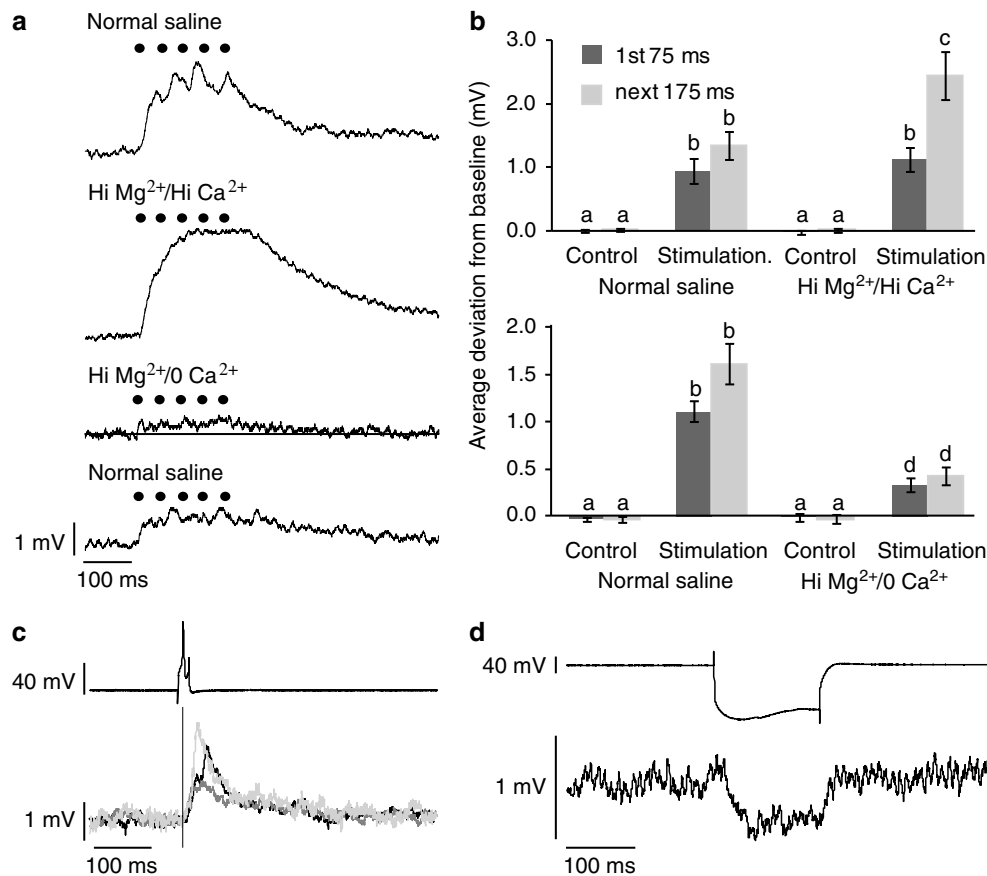 a
Normal saline
Hi Mg²⁺/Hi Ca²⁺
Hi Mg²⁺/0 Ca²⁺
Normal saline
1 mV
100 ms
b
Average deviation from baseline (mV)
3.0
2.0
1.0
0.0
1st 75 ms
next 175 ms
a a b b a a b c
Control Stimulation. Control Stimulation
Normal saline Hi Mg²⁺/Hi Ca²⁺
2.0
1.5
1.0
0.5
0.0
a a b b a a d d
Control Stimulation Control Stimulation
Normal saline Hi Mg²⁺/0 Ca²⁺
c
40 mV
1 mV
100 ms
d
40 mV
1 mV
100 ms